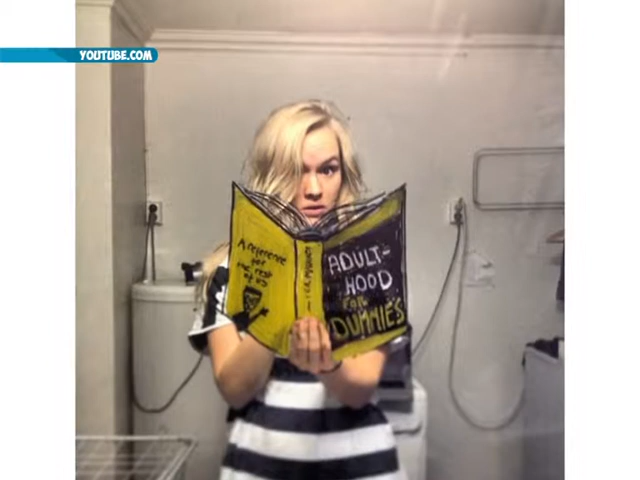 YOUTUBE.COM
A reference
for
the rest
of us
ADULT-
HOOD
FOR
DUMMIES